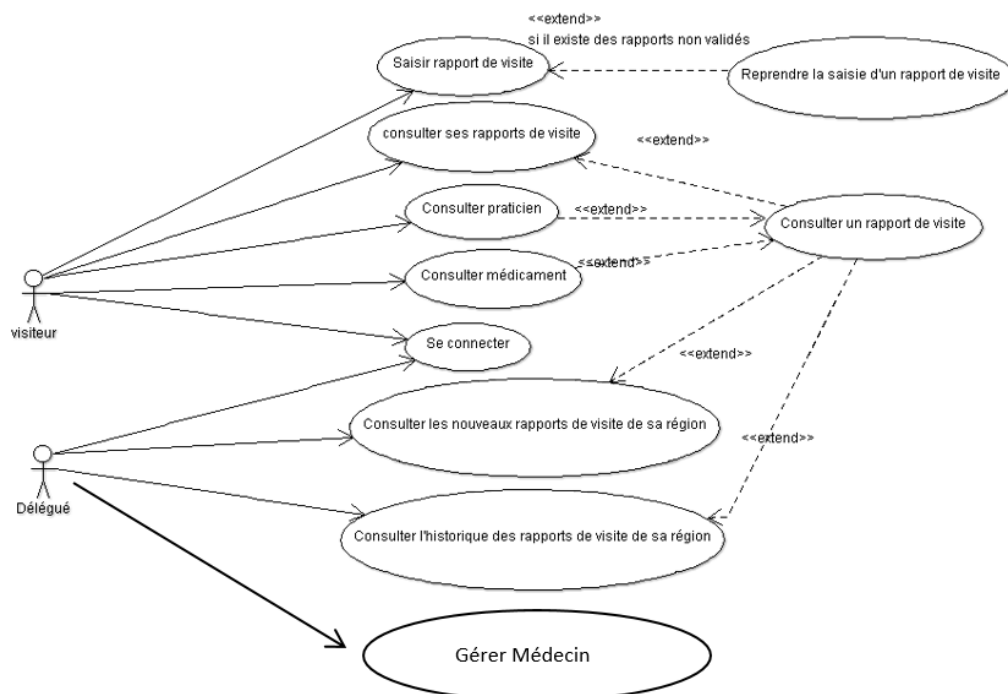 <<extend>>
si il existe des rapports non validés
Saisir rapport de visite
Reprendre la saisie d'un rapport de visite
consulter ses rapports de visite
<<extend>>
Consulter praticien
<<extend>>
Consulter un rapport de visite
Consulter médicament
<<extend>>
visiteur
Se connecter
<<extend>>
Consulter les nouveaux rapports de visite de sa région
<<extend>>
Délégué
Consulter l'historique des rapports de visite de sa région
Gérer Médecin